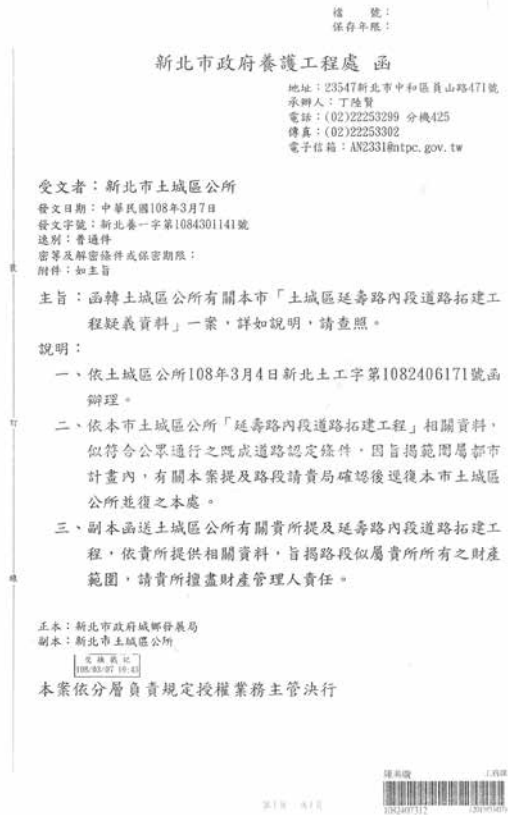 檔　　號：
保存年限：
新北市政府養護工程處 函
地址：23547新北市中和區員山路471號
承辦人：丁陸賢
電話：(02)22253299 分機425
傳真：(02)22253302
電子信箱：AN2331@ntpc.gov.tw
受文者：新北市土城區公所
發文日期：中華民國108年3月7日
發文字號：新北養一字第1084301141號
速別：普通件
密等及解密條件或保密期限：
附件：如主旨
主旨：函轉土城區公所有關本市「土城區延壽路內段道路拓建工
程疑義資料」一案，詳如說明，請查照。
說明：
一、依土城區公所108年3月4日新北土工字第1082406171號函
辦理。
二、依本市土城區公所「延壽路內段道路拓建工程」相關資料，
似符合公眾通行之既成道路認定條件，因旨揭範圍屬都市
計畫內，有關本案提及路段請貴局確認後逕復本市土城區
公所並復之本處。
三、副本函送土城區公所有關貴所提及延壽路內段道路拓建工
程，依貴所提供相關資料，旨揭路段似屬貴所所有之財產
範圍，請貴所擅盡財產管理人責任。
裝
訂
線
正本：新北市政府城鄉發展局
副本：新北市土城區公所
108/03/07 16:43
本案依分層負責規定授權業務主管決行
第1頁　共1頁
工務課
1082407312